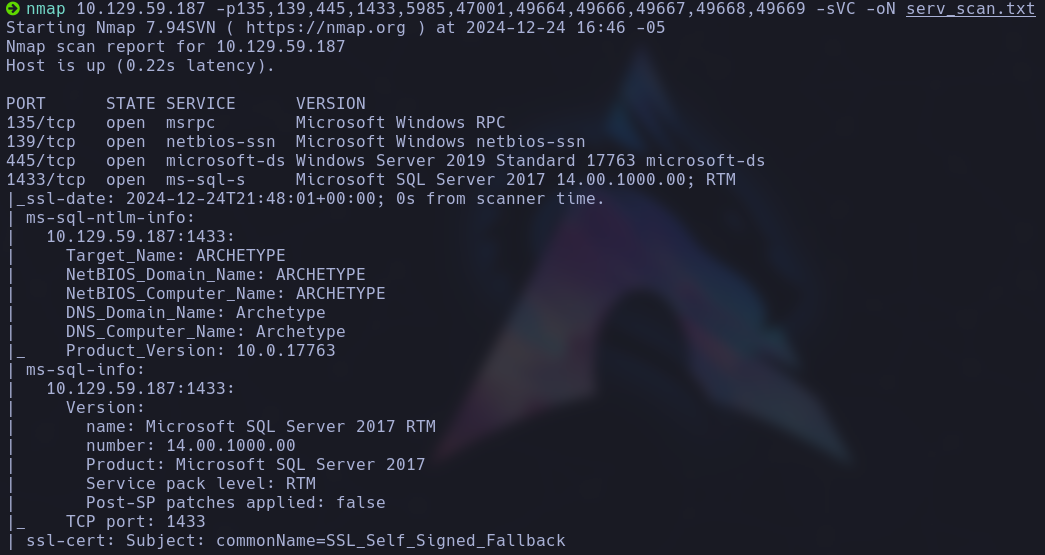 nmap 10.129.59.187 -p135,139,445,1433,5985,47001,49664,49666,49667,49668,49669 -sVC -oN serv_scan.txt
Starting Nmap 7.94SVN ( https://nmap.org ) at 2024-12-24 16:46 -05
Nmap scan report for 10.129.59.187
Host is up (0.22s latency).

PORT      STATE SERVICE      VERSION
135/tcp   open  msrpc        Microsoft Windows RPC
139/tcp   open  netbios-ssn  Microsoft Windows netbios-ssn
445/tcp   open  microsoft-ds Windows Server 2019 Standard 17763 microsoft-ds
1433/tcp  open  ms-sql-s     Microsoft SQL Server 2017 14.00.1000.00; RTM
|_ssl-date: 2024-12-24T21:48:01+00:00; 0s from scanner time.
| ms-sql-ntlm-info:
|   10.129.59.187:1433:
|     Target_Name: ARCHETYPE
|     NetBIOS_Domain_Name: ARCHETYPE
|     NetBIOS_Computer_Name: ARCHETYPE
|     DNS_Domain_Name: Archetype
|     DNS_Computer_Name: Archetype
|_    Product_Version: 10.0.17763
| ms-sql-info:
|   10.129.59.187:1433:
|     Version:
|       name: Microsoft SQL Server 2017 RTM
|       number: 14.00.1000.00
|       Product: Microsoft SQL Server 2017
|       Service pack level: RTM
|       Post-SP patches applied: false
|_    TCP port: 1433
| ssl-cert: Subject: commonName=SSL_Self_Signed_Fallback